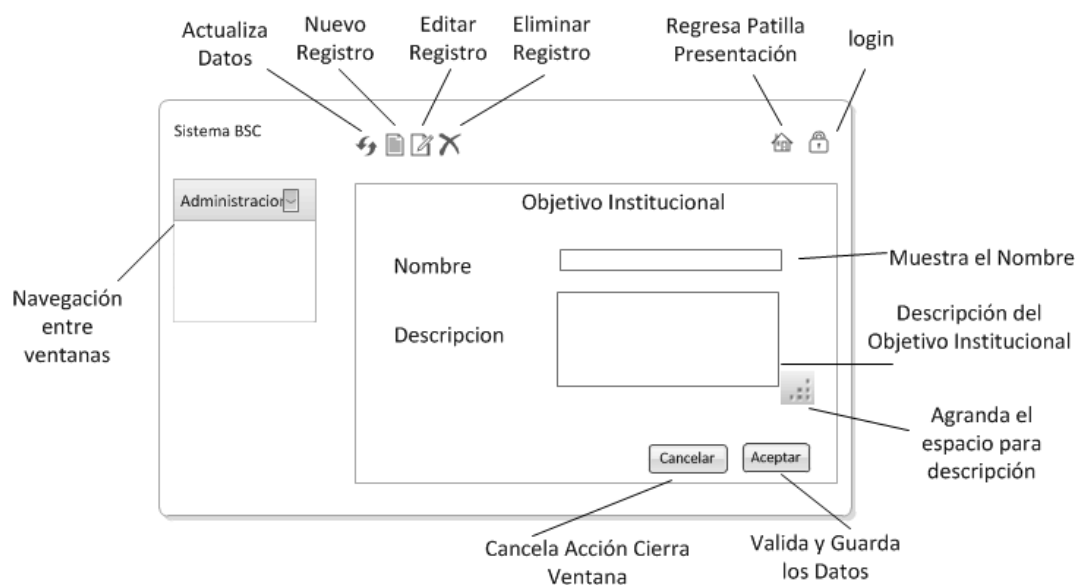 Actualiza
Datos
Nuevo
Registro
Editar
Registro
Eliminar
Registro
Regresa Patilla
Presentación
login
Sistema BSC
Administracion
Objetivo Institucional
Nombre
Muestra el Nombre
Navegación
entre
ventanas
Descripcion
Descripción del
Objetivo Institucional
Agranda el
espacio para
descripción
Cancelar
Aceptar
Cancela Acción Cierra
Ventana
Valida y Guarda
los Datos